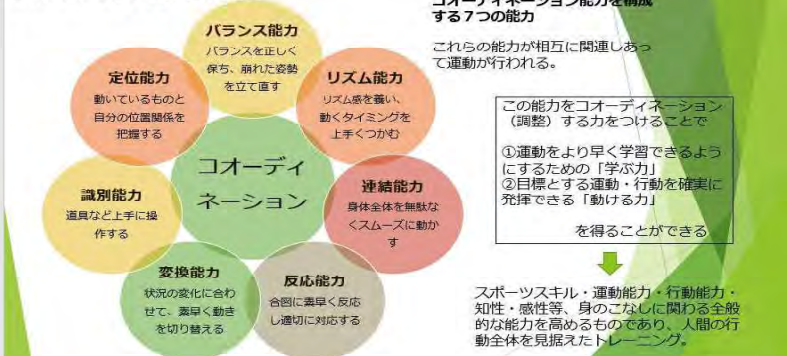 コオーディネーション能力を構成
する７つの能力
これらの能力が相互に関連しあっ
て運動が行われる。
バランス能力
バランスを正しく
保ち、崩れた姿勢
を立て直す
リズム能力
リズム感を養い、
動くタイミングを
上手くつかむ
連結能力
身体全体を無駄な
くスムーズに動か
す
反応能力
合図に素早く反応
し適切に対応する
変換能力
状況の変化に合わ
せて、素早く動き
を切り替える
識別能力
道具など上手に操
作する
定位能力
動いているものと
自分の位置関係を
把握する
コオーディ
ネーション
この能力をコオーディネーション
（調整）する力をつけることで
①運動をより早く学習できるよう
にするための「学ぶ力」
②目標とする運動・行動を確実に
発揮できる「動ける力」
を得ることができる
スポーツスキル・運動能力・行動能力・
知性・感性等、身のこなしに関わる全般
的な能力を高めるものであり、人間の行
動全体を見据えたトレーニング。